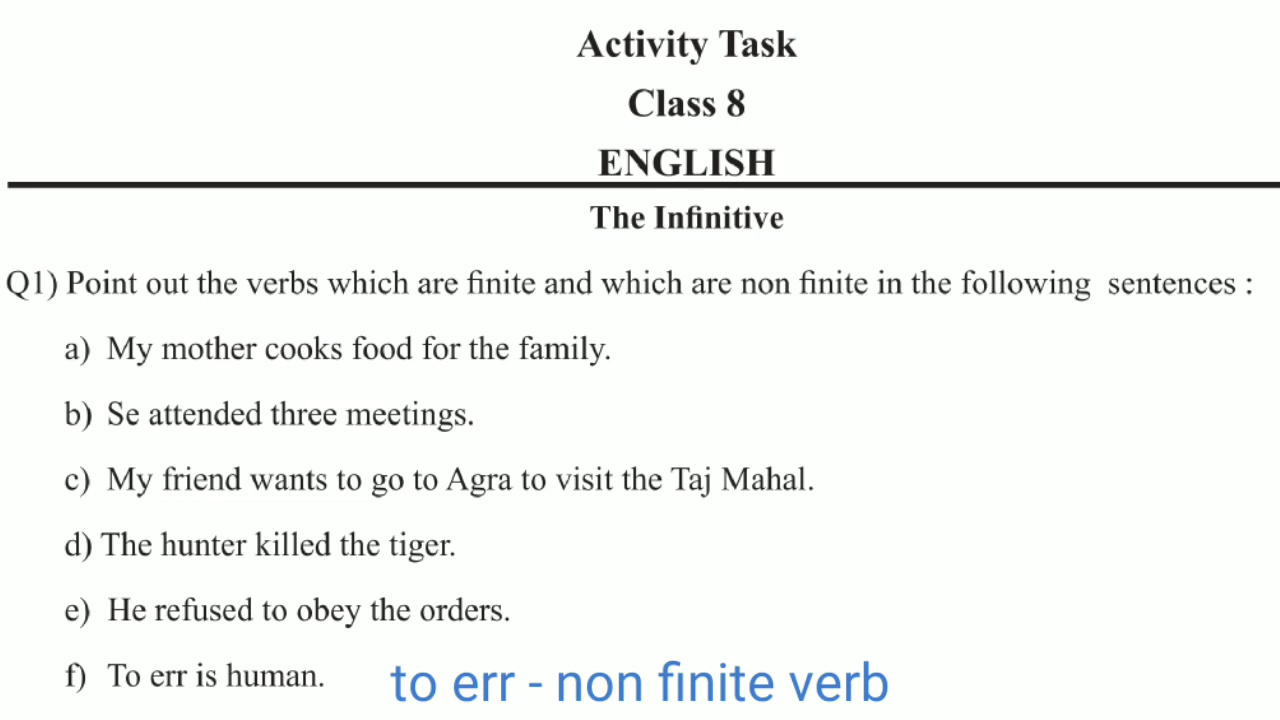 Activity Task
Class 8
ENGLISH
The Infinitive
Q1) Point out the verbs which are finite and which are non finite in the following sentences :
a) My mother cooks food for the family.
b) Se attended three meetings.
c) My friend wants to go to Agra to visit the Taj Mahal.
d) The hunter killed the tiger.
e) He refused to obey the orders.
f) To err is human. to err - non finite verb